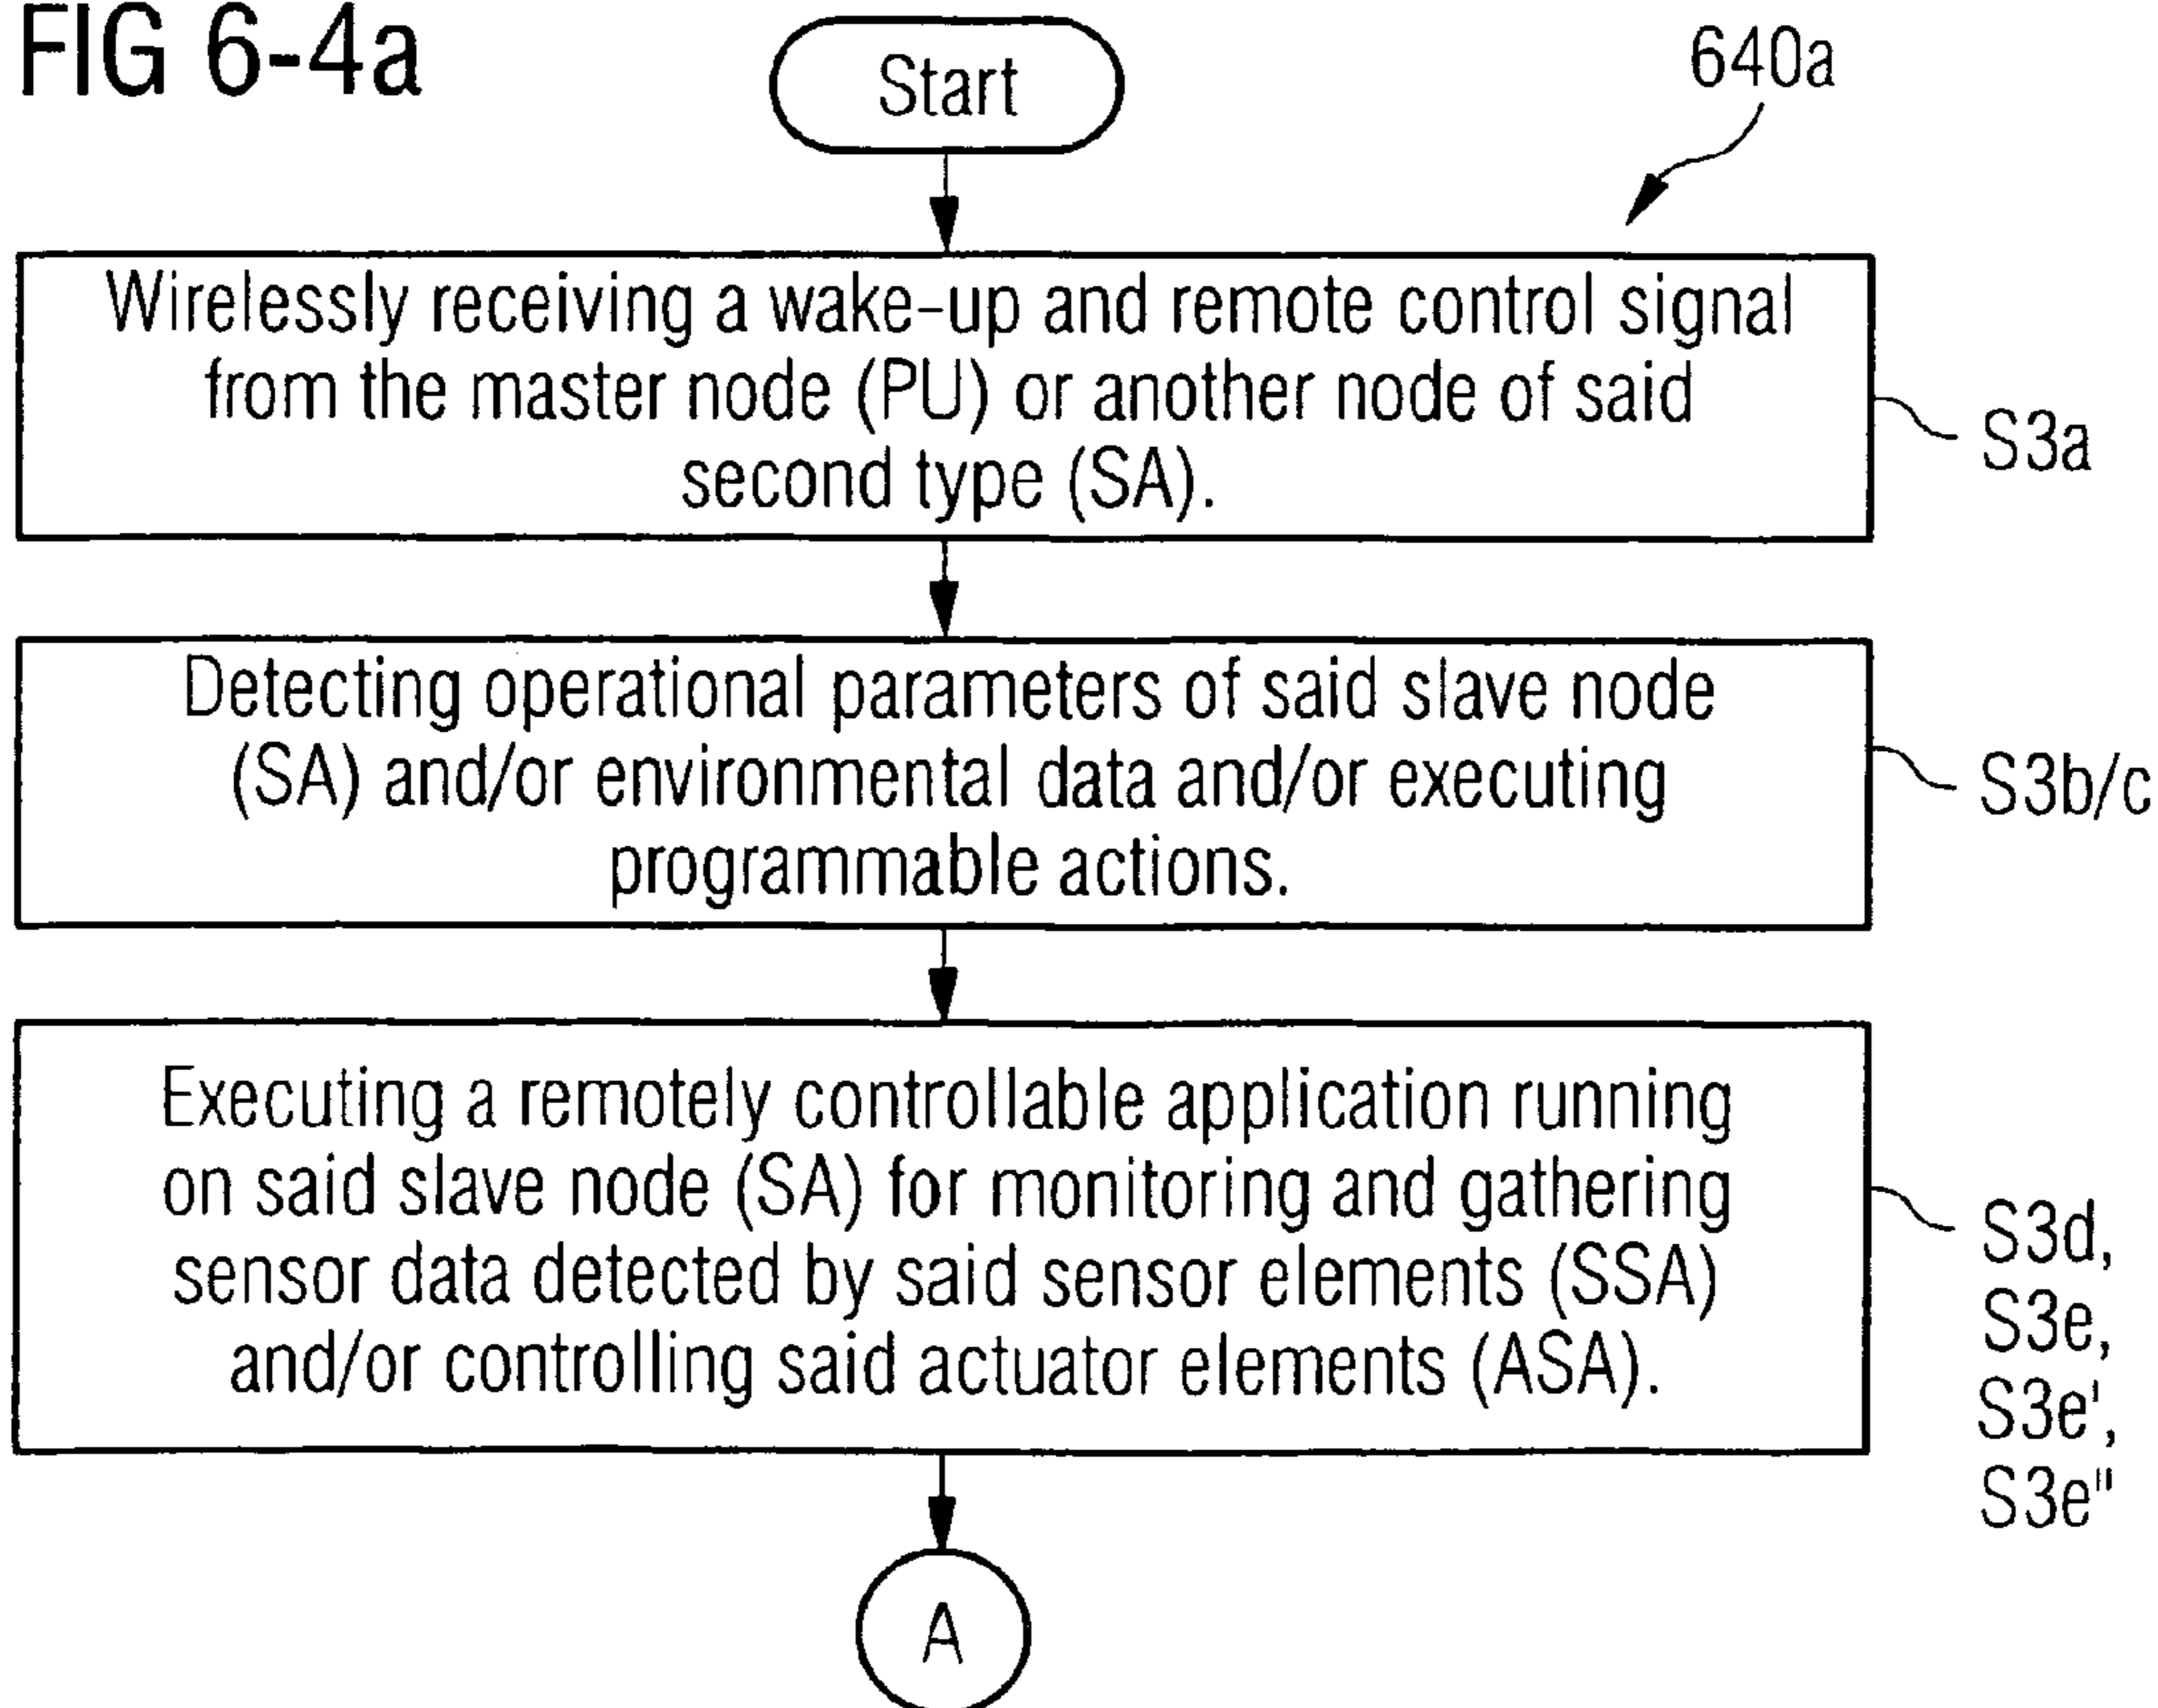 FIG 6-4a
Start
640a
Wirelessly receiving a wake-up and remote control signal
from the master node (PU) or another node of said
second type (SA).
S3a
Detecting operational parameters of said slave node
(SA) and/or environmental data and/or executing
programmable actions.
S3b/c
Executing a remotely controllable application running
on said slave node (SA) for monitoring and gathering
sensor data detected by said sensor elements (SSA)
and/or controlling said actuator elements (ASA).
S3d,
S3e,
S3e',
S3e"
A